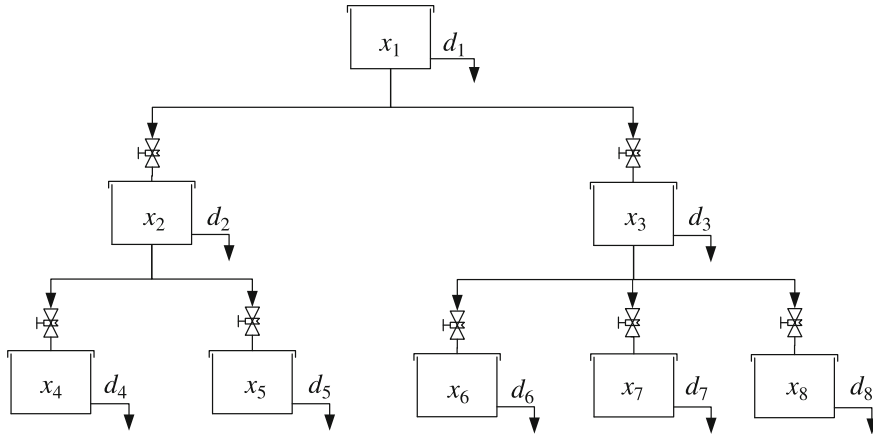 x₁ d₁
x₂ d₂ x₃ d₃
x₄ d₄ x₅ d₅ x₆ d₆ x₇ d₇ x₈ d₈